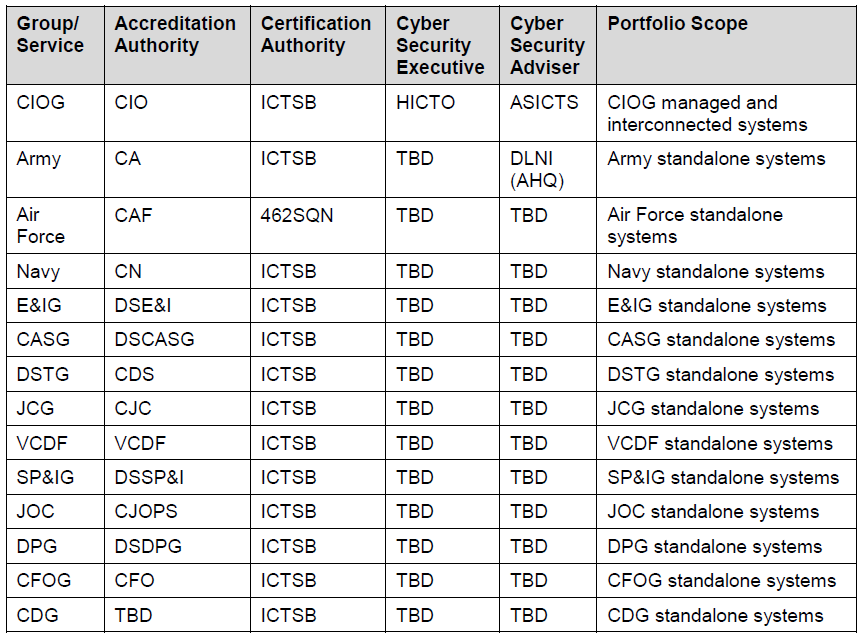 Group/ Accreditation Certification Cyber Cyber Portfolio Scope
Service Authority Authority Security Security
Executive Adviser
CIOG CIO ICTSB HICTO ASICTS CIOG managed and
interconnected systems
Army CA ICTSB TBD DLNI Army standalone systems
(AHQ)
Air CAF 462SQN TBD TBD Air Force standalone
Force systems
Navy CN ICTSB TBD TBD Navy standalone systems
E&IG DSE&I ICTSB TBD TBD E&IG standalone systems
CASG DSCASG ICTSB TBD TBD CASG standalone systems
DSTG CDS ICTSB TBD TBD DSTG standalone systems
JCG CJC ICTSB TBD TBD JCG standalone systems
VCDF VCDF ICTSB TBD TBD VCDF standalone systems
SP&IG DSSP&I ICTSB TBD TBD SP&IG standalone systems
JOC CJOPS ICTSB TBD TBD JOC standalone systems
DPG DSDPG ICTSB TBD TBD DPG standalone systems
CFOG CFO ICTSB TBD TBD CFOG standalone systems
CDG TBD ICTSB TBD TBD CDG standalone systems